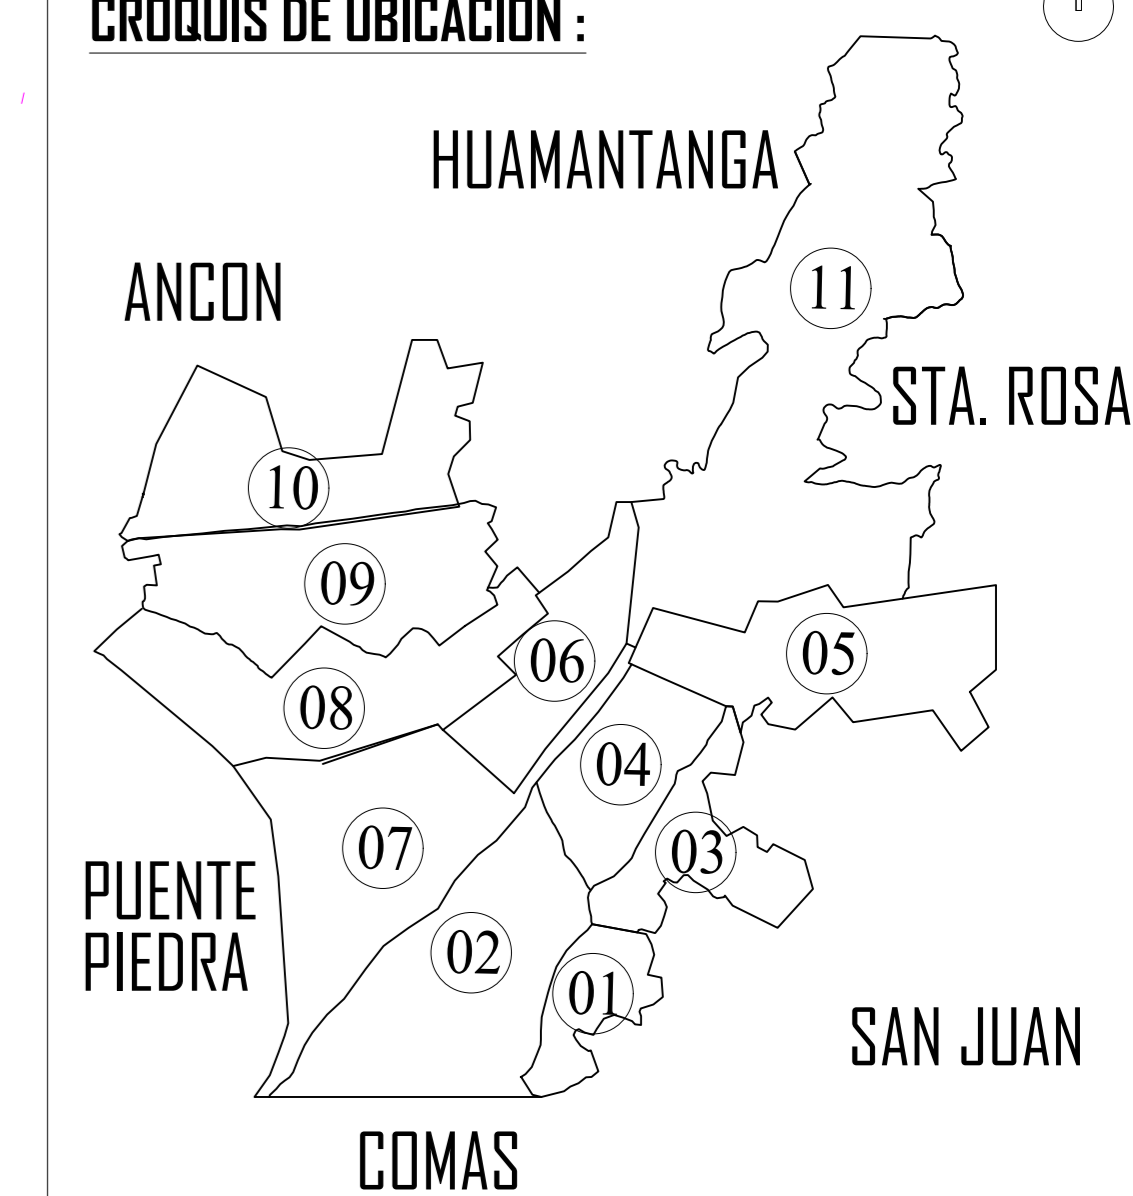 CROQUIS DE UBICACION :
HUAMANTANGA
ANCON
11
STA. ROSA
10
09
06
05
08
04
07
03
PUENTE
PIEDRA
02
01
SAN JUAN
COMAS